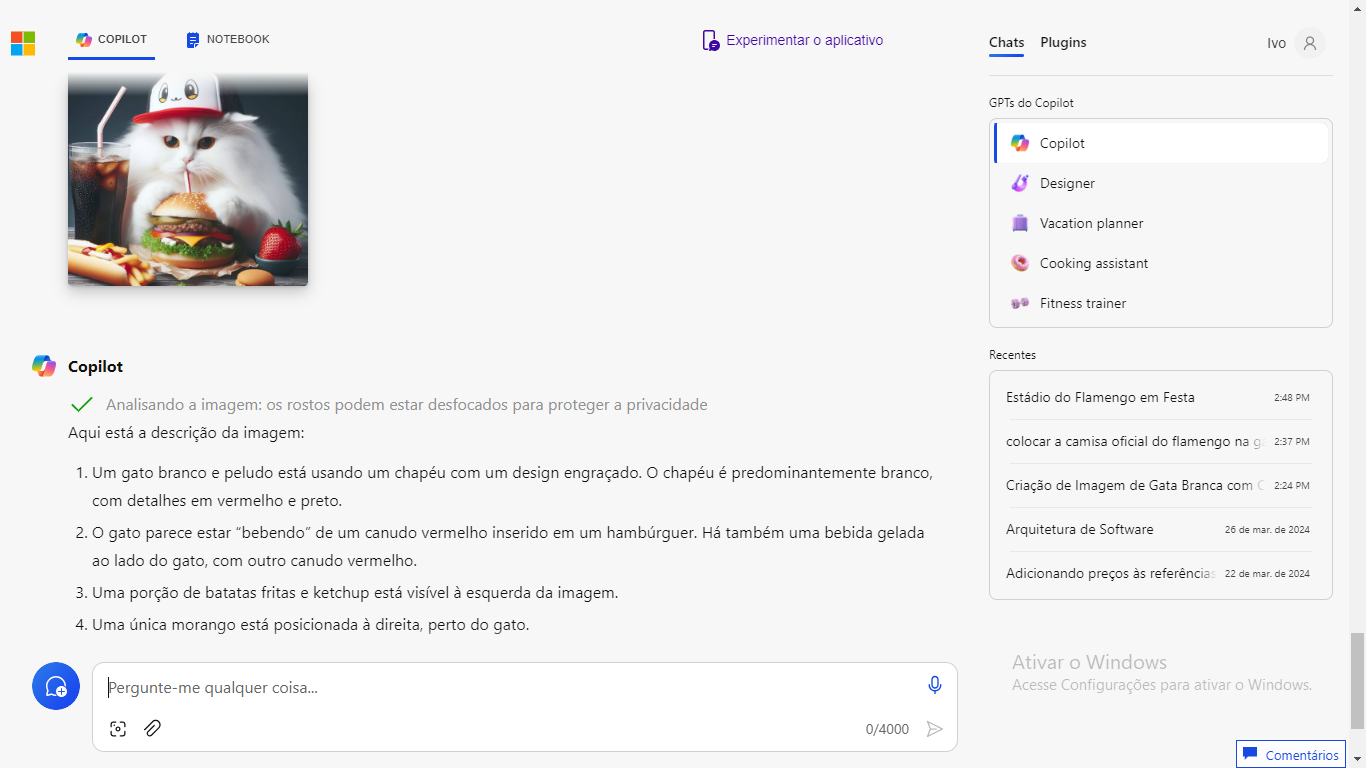 COPILOT
NOTEBOOK
Experimentar o aplicativo
Chats
Plugins
Ivo
GPTs do Copilot
Copilot
Designer
Vacation planner
Cooking assistant
Fitness trainer
Recentes
Estádio do Flamengo em Festa 2:48 PM
colocar a camisa oficial do flamengo na 2:37 PM
Criação de Imagem de Gata Branca com 2:24 PM
Arquitetura de Software 26 de mar. de 2024
Adicionando preços às referências 22 de mar. de 2024
Copilot
Analisando a imagem: os rostos podem estar desfocados para proteger a privacidade
Aqui está a descrição da imagem:
1. Um gato branco e peludo está usando um chapéu com um design engraçado. O chapéu é predominantemente branco,
com detalhes em vermelho e preto.
2. O gato parece estar “bebendo” de um canudo vermelho inserido em um hambúrguer. Há também uma bebida gelada
ao lado do gato, com outro canudo vermelho.
3. Uma porção de batatas fritas e ketchup está visível à esquerda da imagem.
4. Uma única morango está posicionada à direita, perto do gato.
Pergunte-me qualquer coisa...
0/4000
Ativar o Windows
Acesse Configurações para ativar o Windows.
Comentários